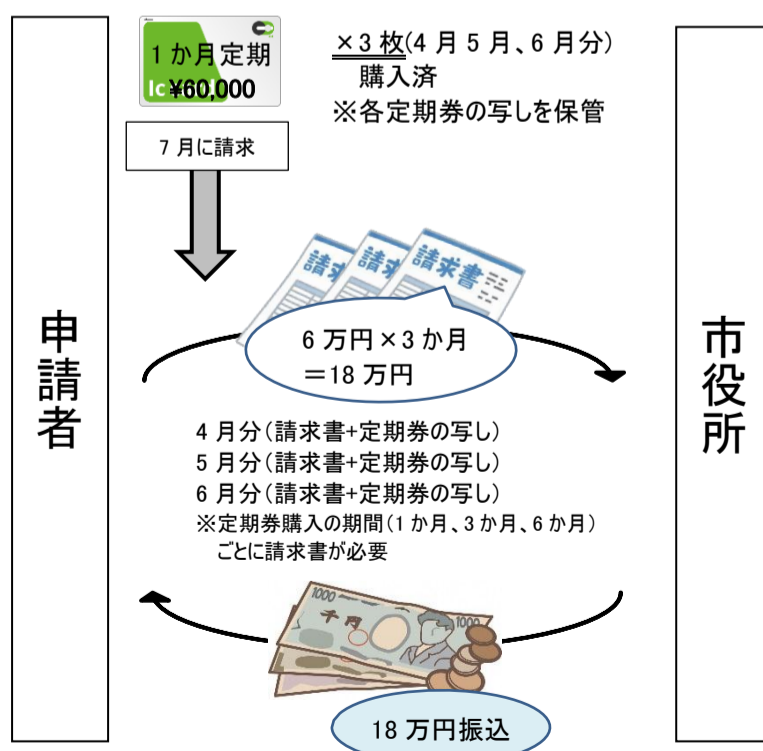 1か月定期
Ic
¥60,000
×3枚(4月5月、6月分)
購入済
※各定期券の写しを保管
7月に請求
申請者
市役所
請求書
請求書
請求書
6万円×3か月
=18万円
4月分(請求書+定期券の写し)
5月分(請求書+定期券の写し)
6月分(請求書+定期券の写し)
※定期券購入の期間(1か月、3か月、6か月)
ごとに請求書が必要
1000
千円
1000
18万円振込